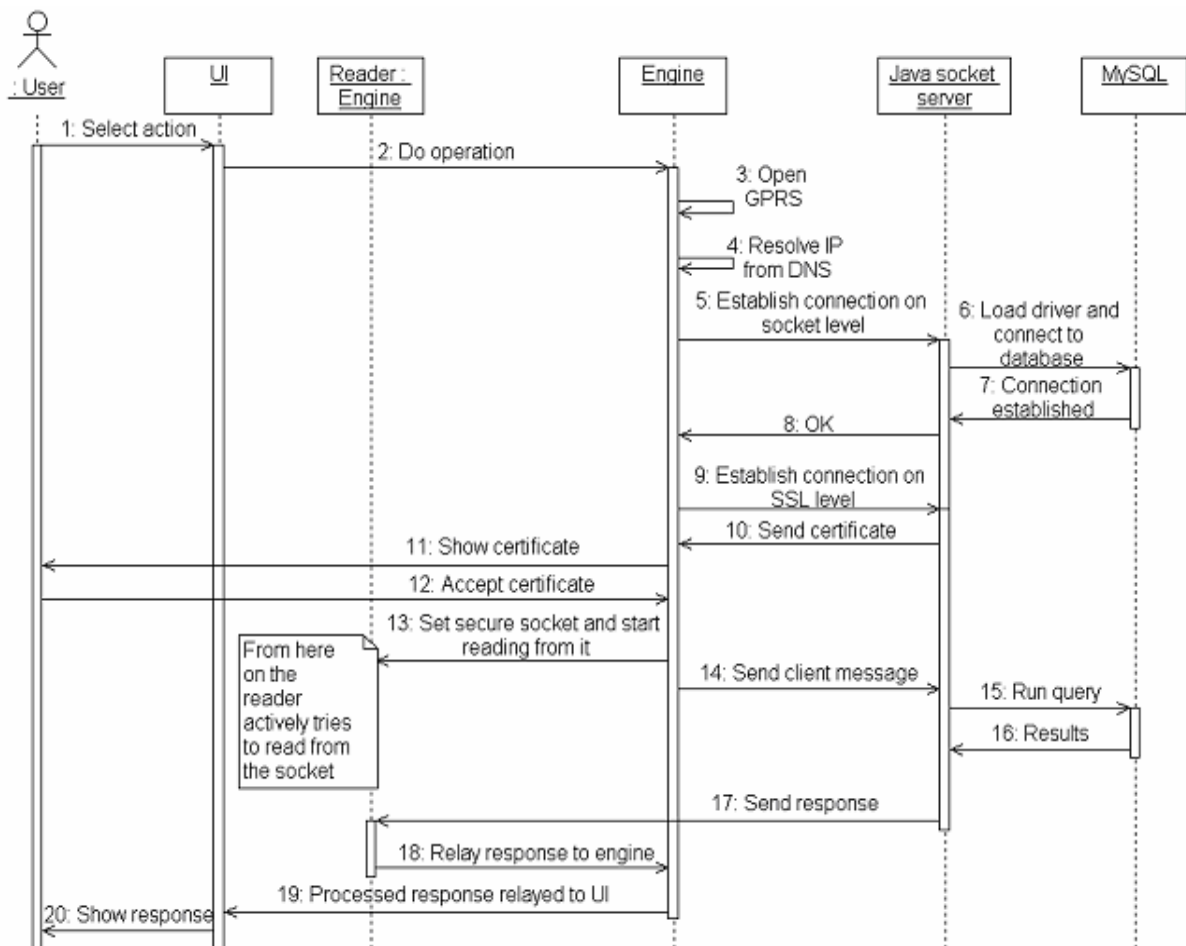 : User
UI
Reader :
Engine
Engine
Java socket
server
MySQL
1: Select action
2: Do operation
3: Open
GPRS
4: Resolve IP
from DNS
5: Establish connection on
socket level
6: Load driver and
connect to
database
7: Connection
established
8: OK
9: Establish connection on
SSL level
10: Send certificate
11: Show certificate
12: Accept certificate
13: Set secure socket and start
reading from it
From here
on the
reader
actively tries
to read from
the socket
14: Send client message
15: Run query
16: Results
17: Send response
18: Relay response to engine
19: Processed response relayed to UI
20: Show response